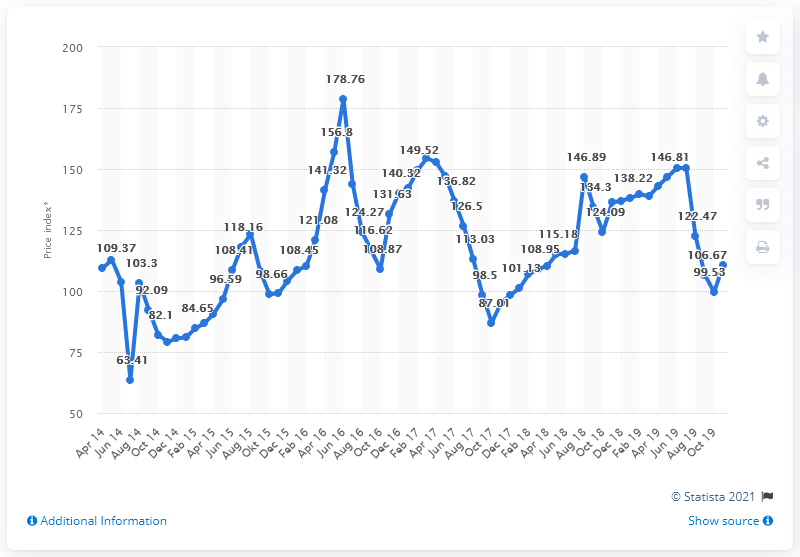 200
178.76
175
156.8
149.52
146.89
146.81
150
141.32
140.32
136.82
138.22
131.63
134.3
124.27
126.5
124.09
122.47
125
121.08
118.16
116.62
115.18
113.03
109.37
108.41
108.45
108.87
108.95
106.67
103.3
101.13
99.53
100
98.66
98.5
96.59
92.09
87.01
84.65
82.1
75
63.41
50
Price index*
Apr 14
Jun 14
Aug 14
Oct 14
Dec 14
Feb 15
Apr 15
Jun 15
Aug 15
Okt 15
Dec 15
Feb 16
Apr 16
Jun 16
Aug 16
Oct 16
Dec 16
Feb 17
Apr 17
Jun 17
Aug 17
Oct 17
Dec 17
Feb 18
Apr 18
Jun 18
Aug 18
Oct 18
Dec 18
Feb 19
Apr 19
Jun 19
Aug 19
Oct 19
© Statista 2021
Additional Information
Show source